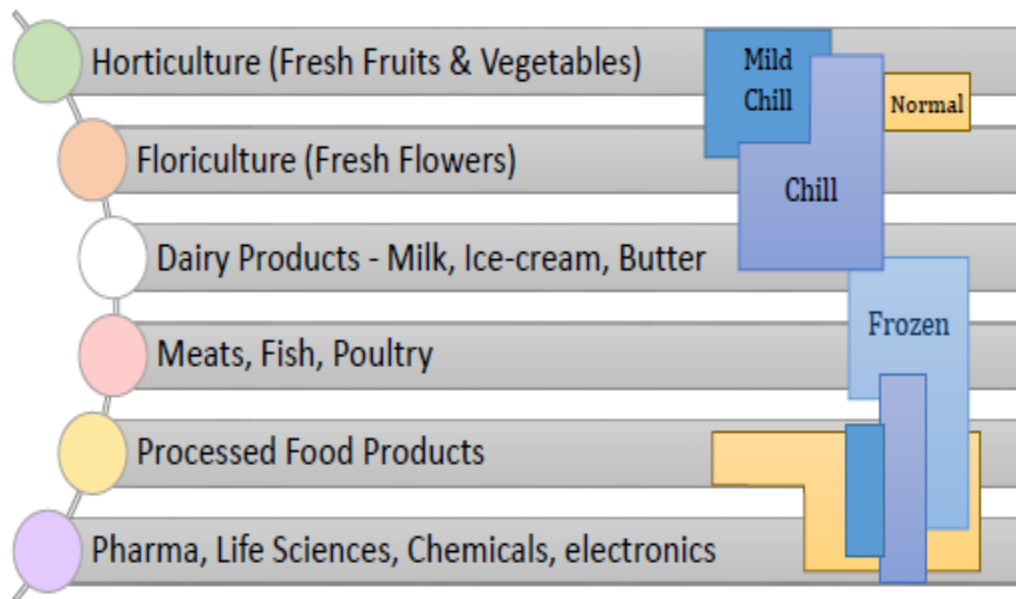 Horticulture (Fresh Fruits & Vegetables)
Mild
Chill
Normal
Floriculture (Fresh Flowers)
Chill
Dairy Products - Milk, Ice-cream, Butter
Frozen
Meats, Fish, Poultry
Processed Food Products
Pharma, Life Sciences, Chemicals, electronics